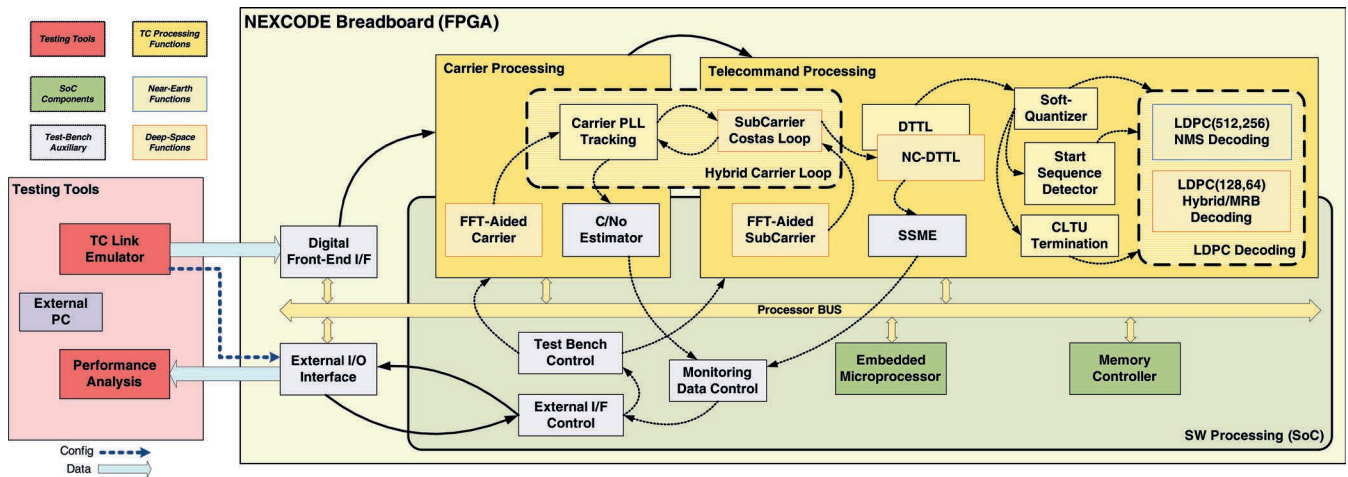 Testing Tools
TC Processing
Functions
SoC
Components
Near-Earth
Functions
Test-Bench
Auxiliary
Deep-Space
Functions
Testing Tools
TC Link
Emulator
External
PC
Performance
Analysis
Config
Data
NEXCODE Breadboard (FPGA)
Digital
Front-End I/F
External I/O
Interface
Carrier Processing
Carrier PLL
Tracking
SubCarrier
Costas Loop
Hybrid Carrier Loop
FFT-Aided
Carrier
C/No
Estimator
Telecommand Processing
DTTL
NC-DTTL
FFT-Aided
SubCarrier
SSME
Soft-
Quantizer
Start
Sequence
Detector
CLTU
Termination
LDPC(512,256)
NMS Decoding
LDPC(128,64)
Hybrid/MRB
Decoding
LDPC Decoding
Processor BUS
Test Bench
Control
Monitoring
Data Control
External I/F
Control
Embedded
Microprocessor
Memory
Controller
SW Processing (SoC)